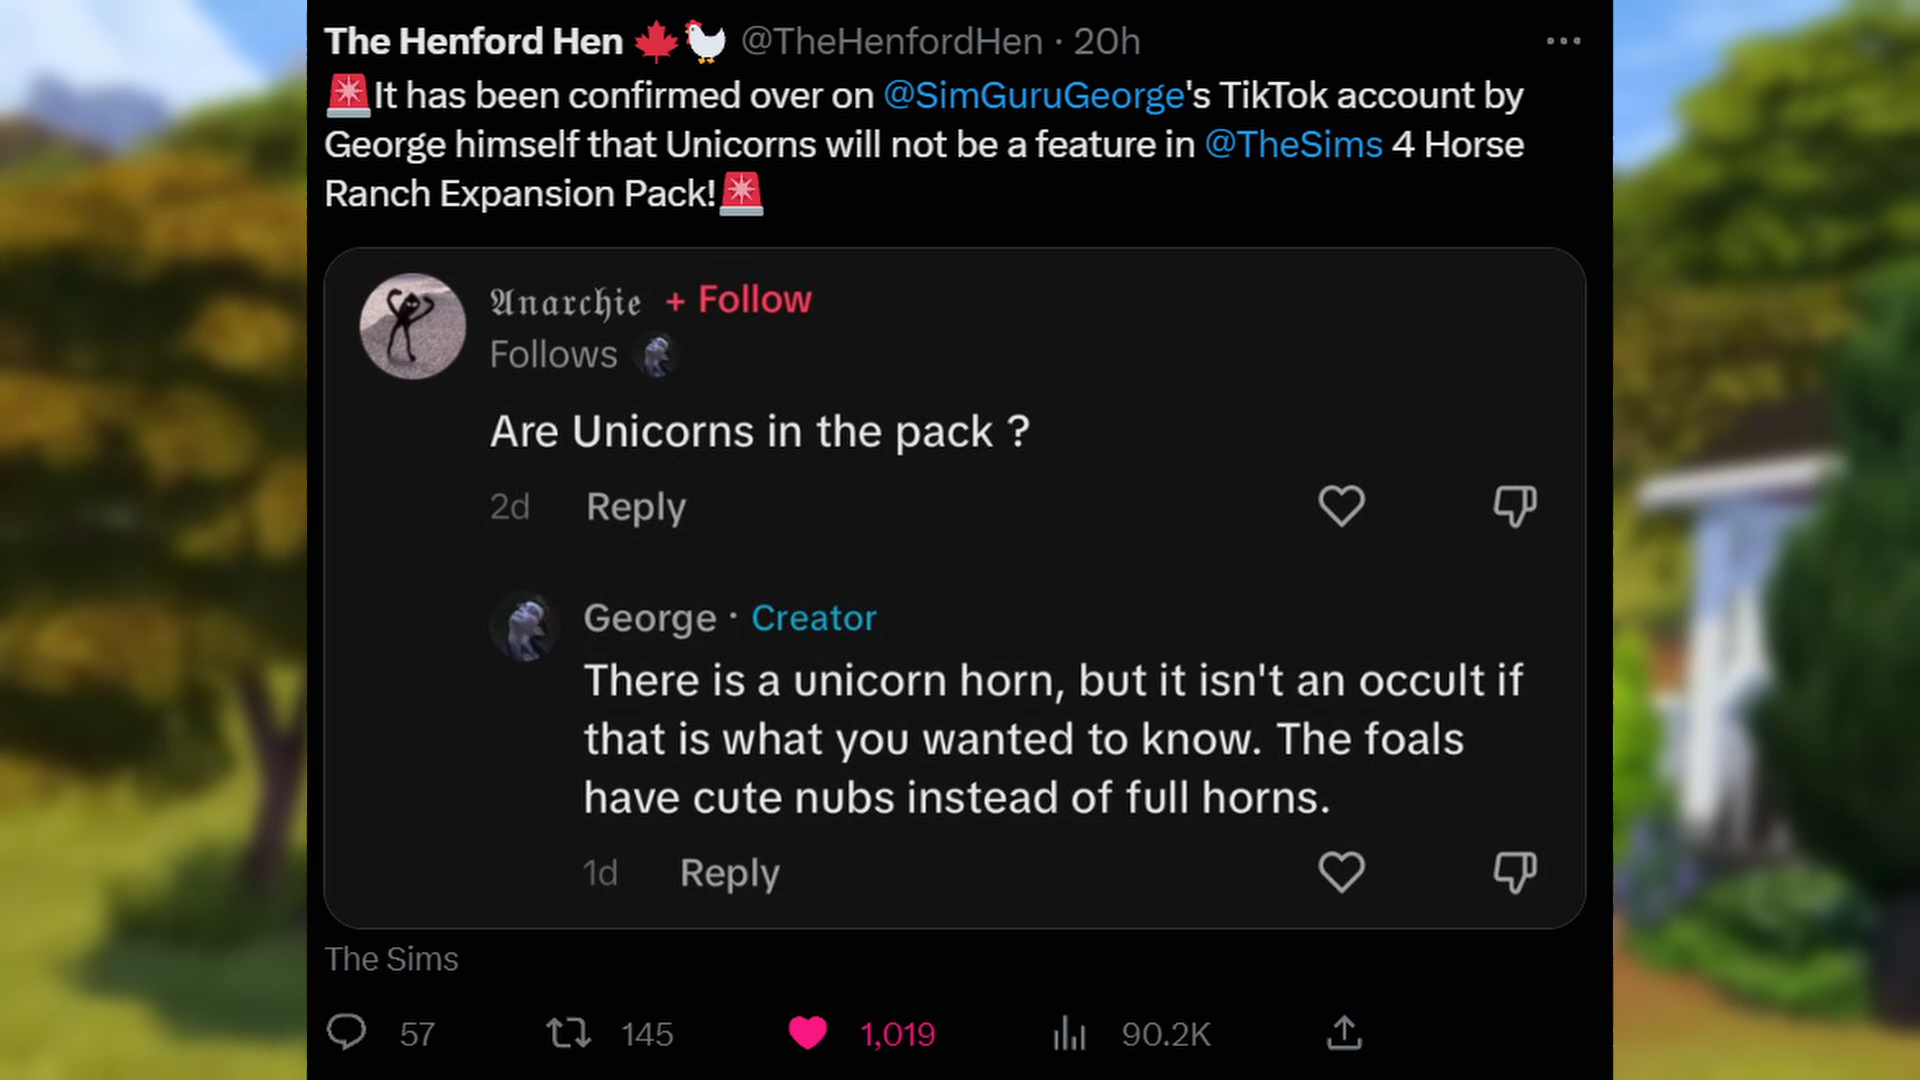 The Henford Hen 🍁🐓 @TheHenfordHen · 20h
🚨It has been confirmed over on @SimGuruGeorge's TikTok account by
George himself that Unicorns will not be a feature in @TheSims 4 Horse
Ranch Expansion Pack!🚨
𝔄𝔫𝔞𝔯𝔠𝔥𝔦𝔢 + Follow
Follows
Are Unicorns in the pack ?
2d Reply
George · Creator
There is a unicorn horn, but it isn't an occult if
that is what you wanted to know. The foals
have cute nubs instead of full horns.
1d Reply
The Sims
57 145 1,019 90.2K